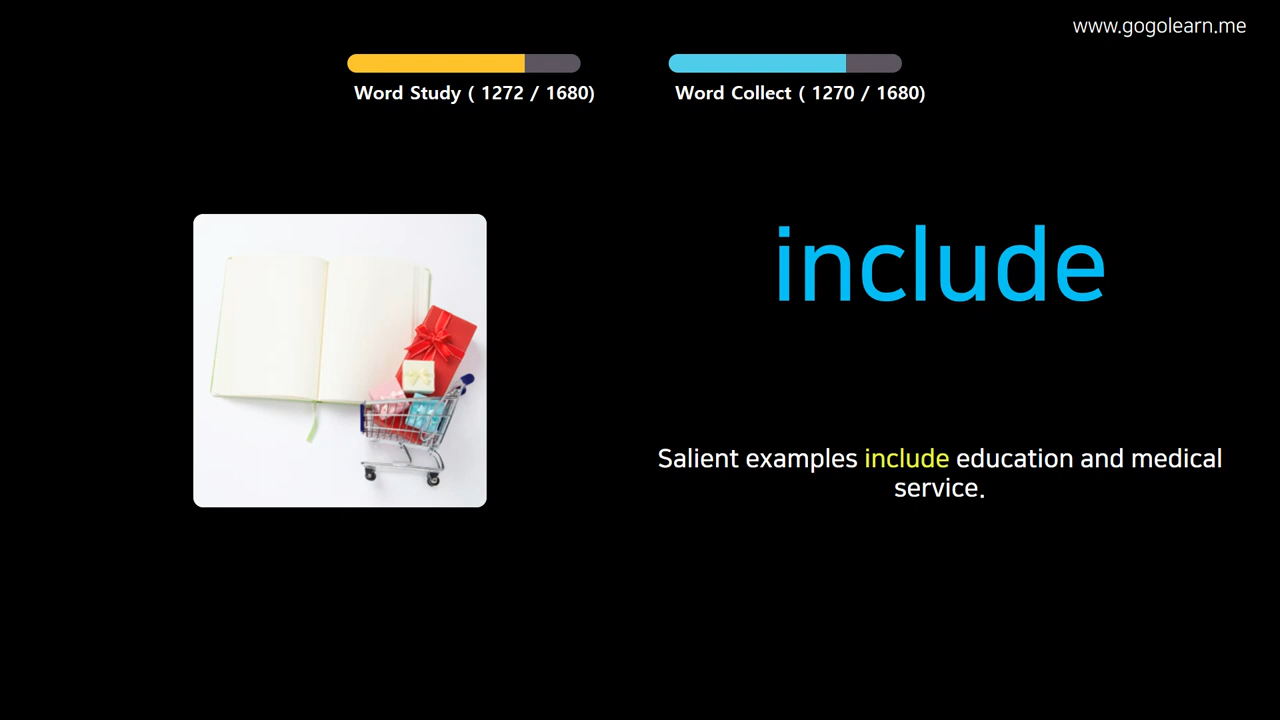 www.gogolearn.me
Word Study ( 1272 / 1680)
Word Collect ( 1270 / 1680)
include
Salient examples include education and medical
service.